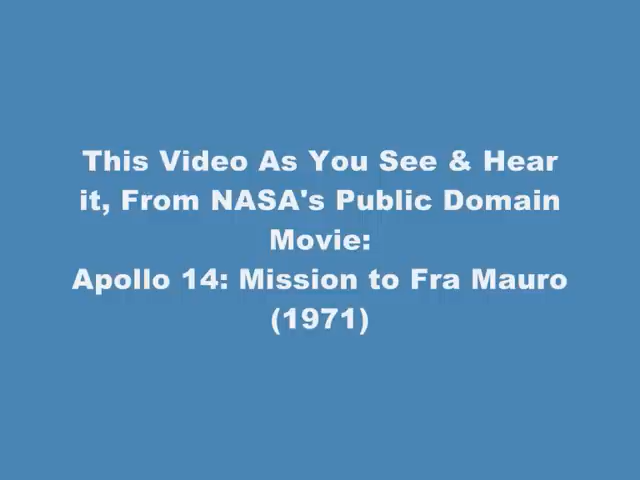 This Video As You See & Hear
it, From NASA's Public Domain
Movie:
Apollo 14: Mission to Fra Mauro
(1971)